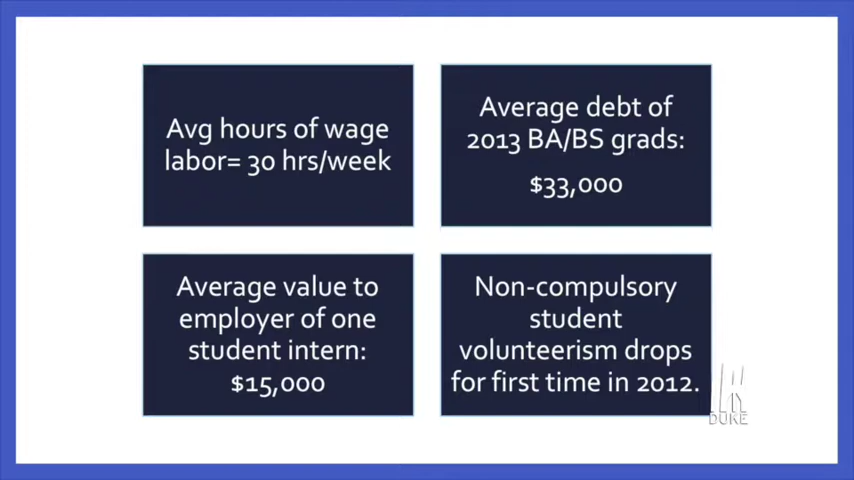 Avg hours of wage
labor= 30 hrs/week
Average debt of
2013 BA/BS grads:
$33,000
Average value to
employer of one
student intern:
$15,000
Non-compulsory
student
volunteerism drops
for first time in 2012.
DUKE